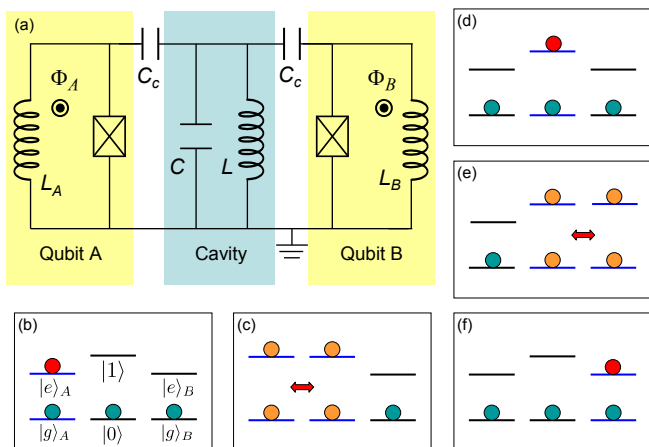 (a)
C_c
C_c
Φ_A
Φ_B
L_A
C
L
L_B
Qubit A
Cavity
Qubit B
(b)
|e⟩_A
|1⟩
|e⟩_B
|g⟩_A
|0⟩
|g⟩_B
(c)
(d)
(e)
(f)